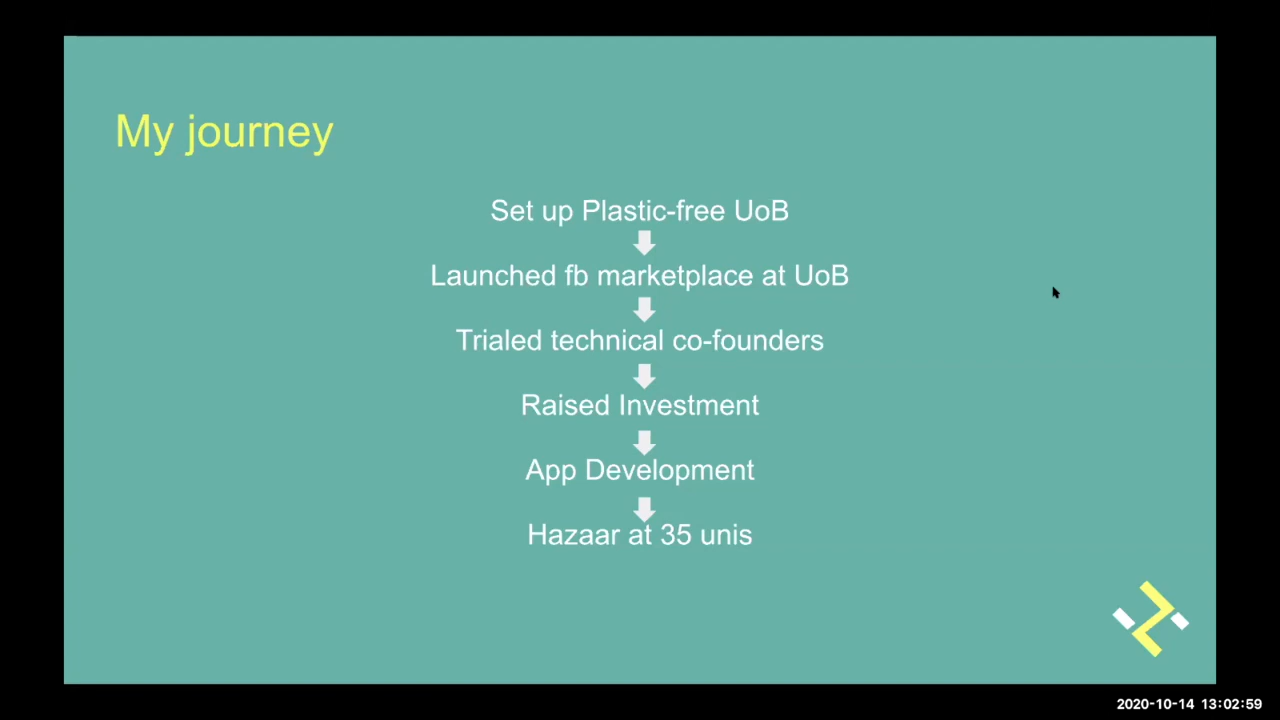 My journey
Set up Plastic-free UoB
Launched fb marketplace at UoB
Trialed technical co-founders
Raised Investment
App Development
Hazaar at 35 unis
2020-10-14 13:02:59